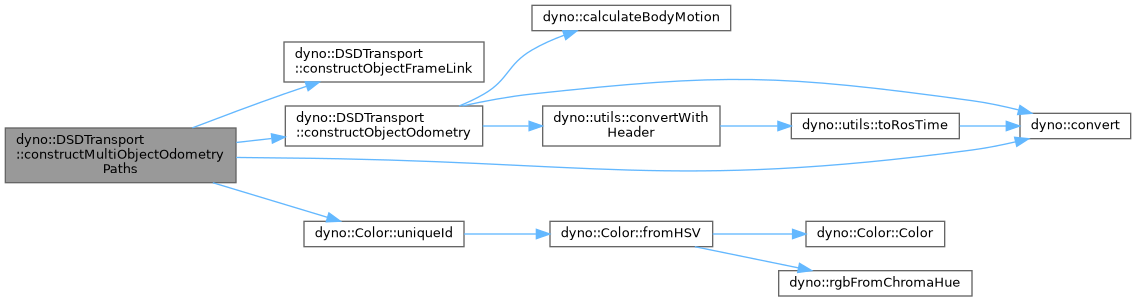 dyno::DSDTransport
::constructMultiObjectOdometry
Paths
dyno::DSDTransport
::constructObjectFrameLink
dyno::DSDTransport
::constructObjectOdometry
dyno::calculateBodyMotion
dyno::utils::convertWith
Header
dyno::utils::toRosTime
dyno::convert
dyno::Color::uniqueId
dyno::Color::fromHSV
dyno::Color::Color
dyno::rgbFromChromaHue